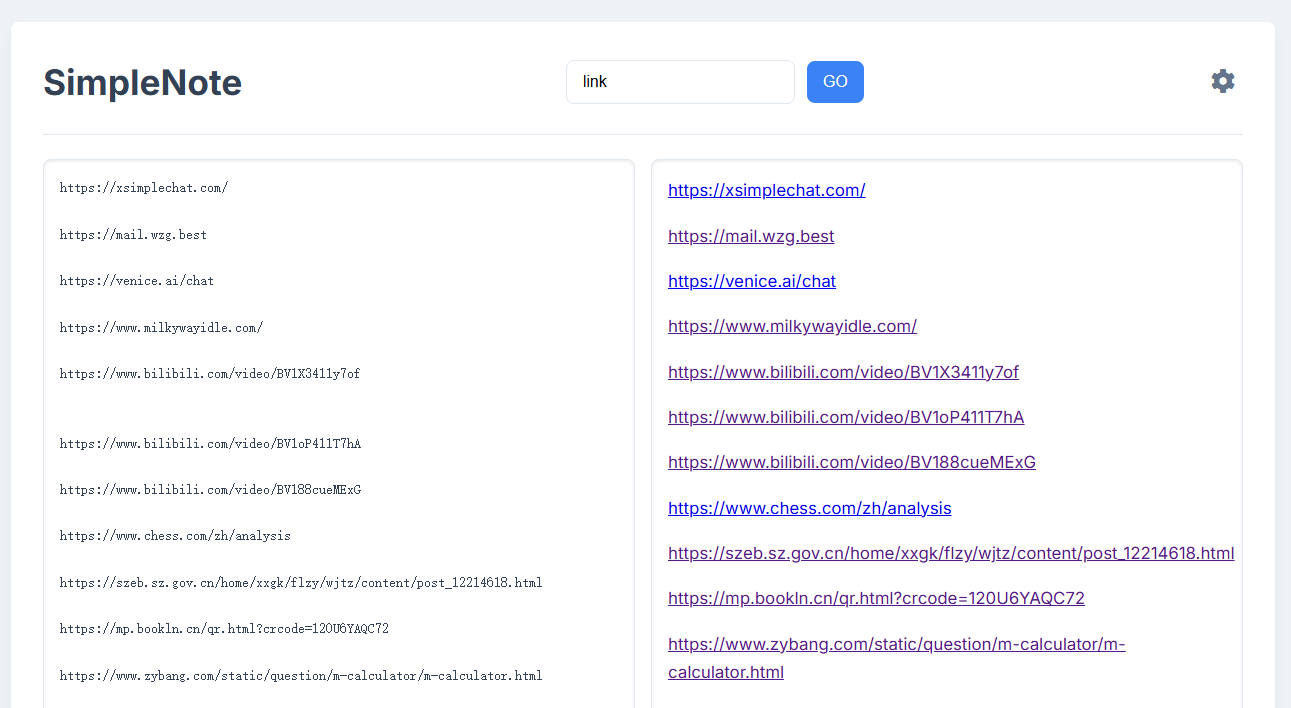 SimpleNote
link
GO
https://xsimplechat.com/
https://mail.wzg.best
https://venice.ai/chat
https://www.milkywayidle.com/
https://www.bilibili.com/video/BV1X3411y7of
https://www.bilibili.com/video/BV1oP411T7hA
https://www.bilibili.com/video/BV188cueMExG
https://www.chess.com/zh/analysis
https://szeb.sz.gov.cn/home/xxgk/flzy/wjtz/content/post_12214618.html
https://mp.bookln.cn/qr.html?crcode=120U6YAQC72
https://www.zybang.com/static/question/m-calculator/m-calculator.html
https://xsimplechat.com/
https://mail.wzg.best
https://venice.ai/chat
https://www.milkywayidle.com/
https://www.bilibili.com/video/BV1X3411y7of
https://www.bilibili.com/video/BV1oP411T7hA
https://www.bilibili.com/video/BV188cueMExG
https://www.chess.com/zh/analysis
https://szeb.sz.gov.cn/home/xxgk/flzy/wjtz/content/post_12214618.html
https://mp.bookln.cn/qr.html?crcode=120U6YAQC72
https://www.zybang.com/static/question/m-calculator/m-
calculator.html